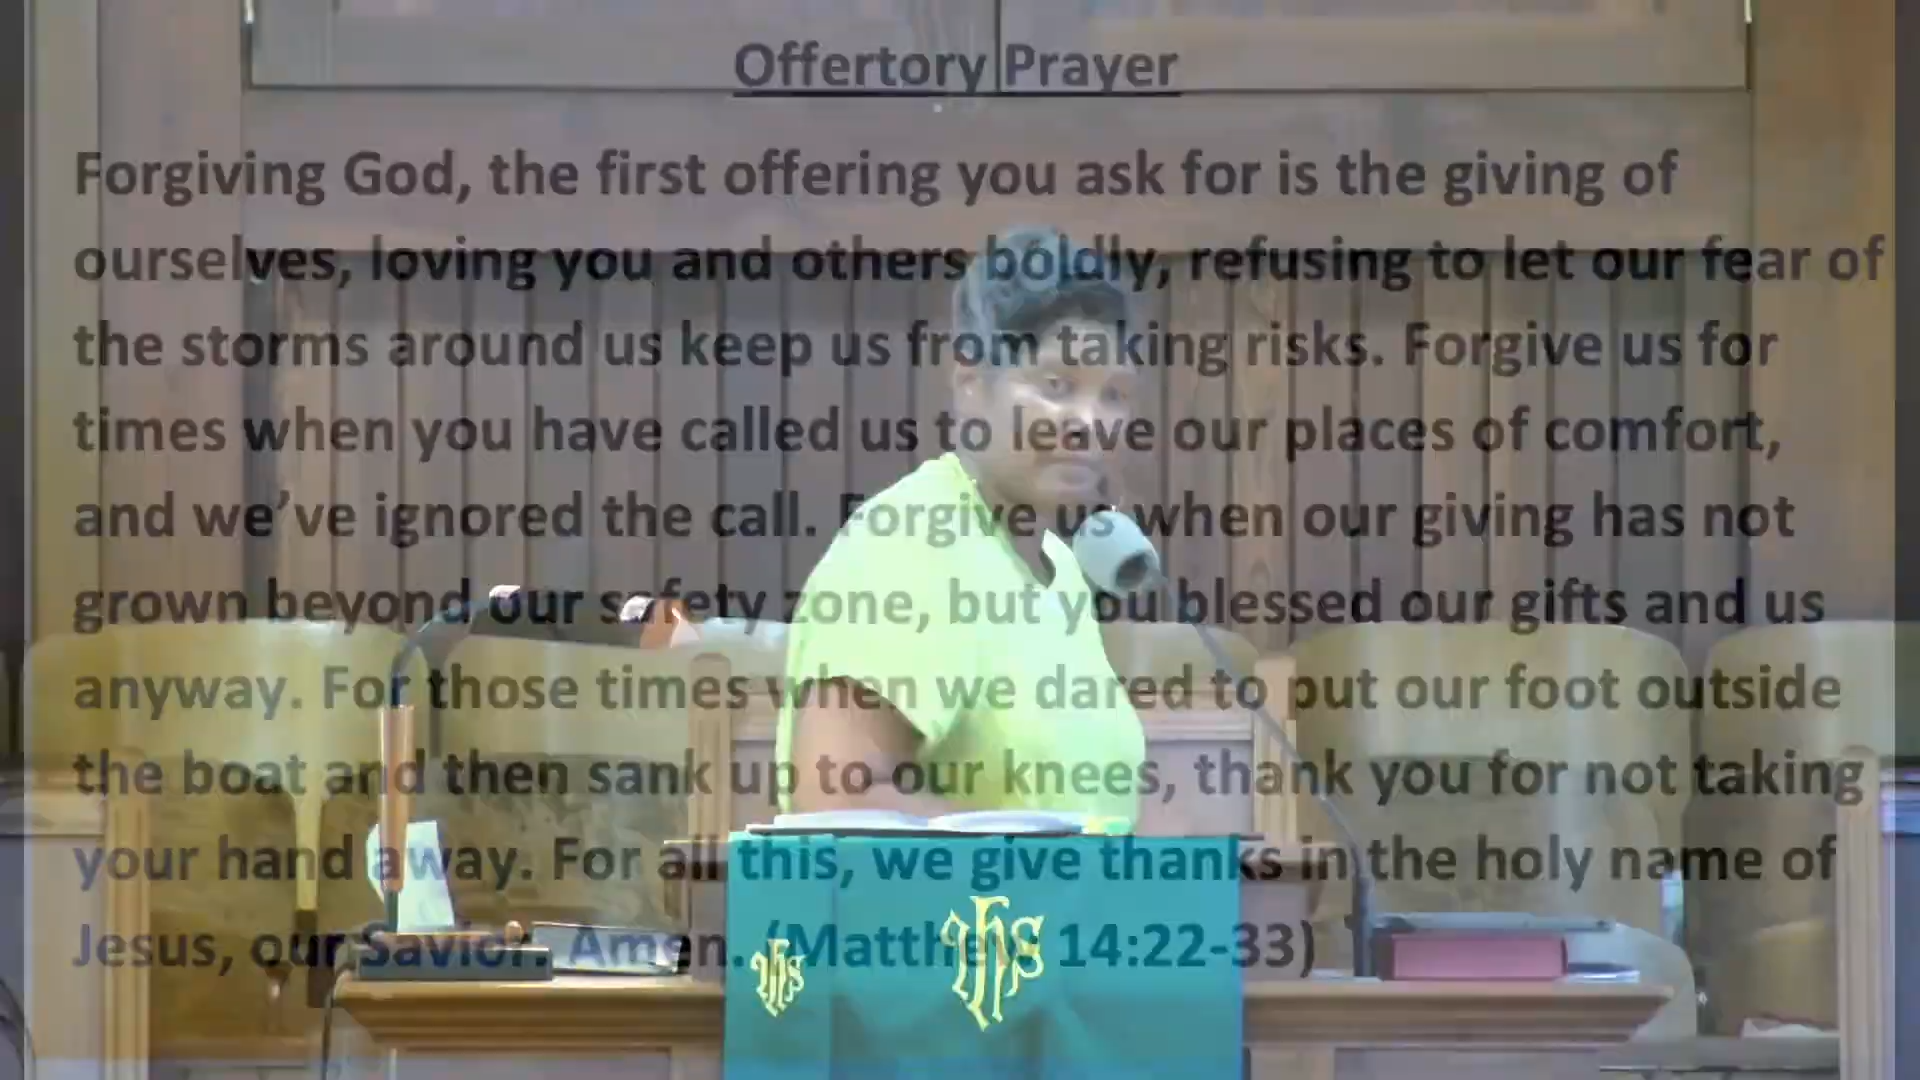 Offertory Prayer
Forgiving God, the first offering you ask for is the giving of
ourselves, loving you and others boldly, refusing to let our fear of
the storms around us keep us from taking risks. Forgive us for
times when you have called us to leave our places of comfort,
and we’ve ignored the call. Forgive us when our giving has not
grown beyond our safety zone, but you blessed our gifts and us
anyway. For those times when we dared to put our foot outside
the boat and then sank up to our knees, thank you for not taking
your hand away. For all this, we give thanks in the holy name of
Jesus, our Savior. Amen. (Matthew 14:22-33)
ihs
ihs